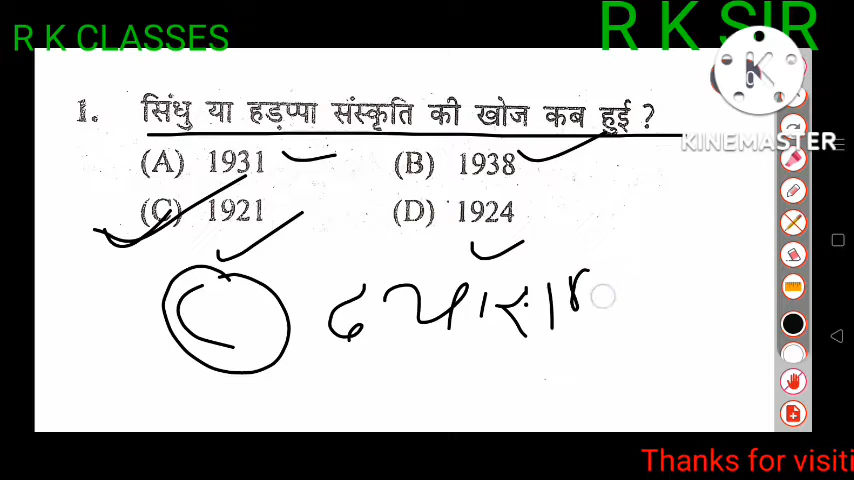 R K CLASSES
R K SIR
K
KINEMASTER
1. सिंधु या हड़प्पा संस्कृति की खोज कब हुई ?
(A) 1931 (B) 1938
(C) 1921 (D) 1924
C
Thanks for visiti